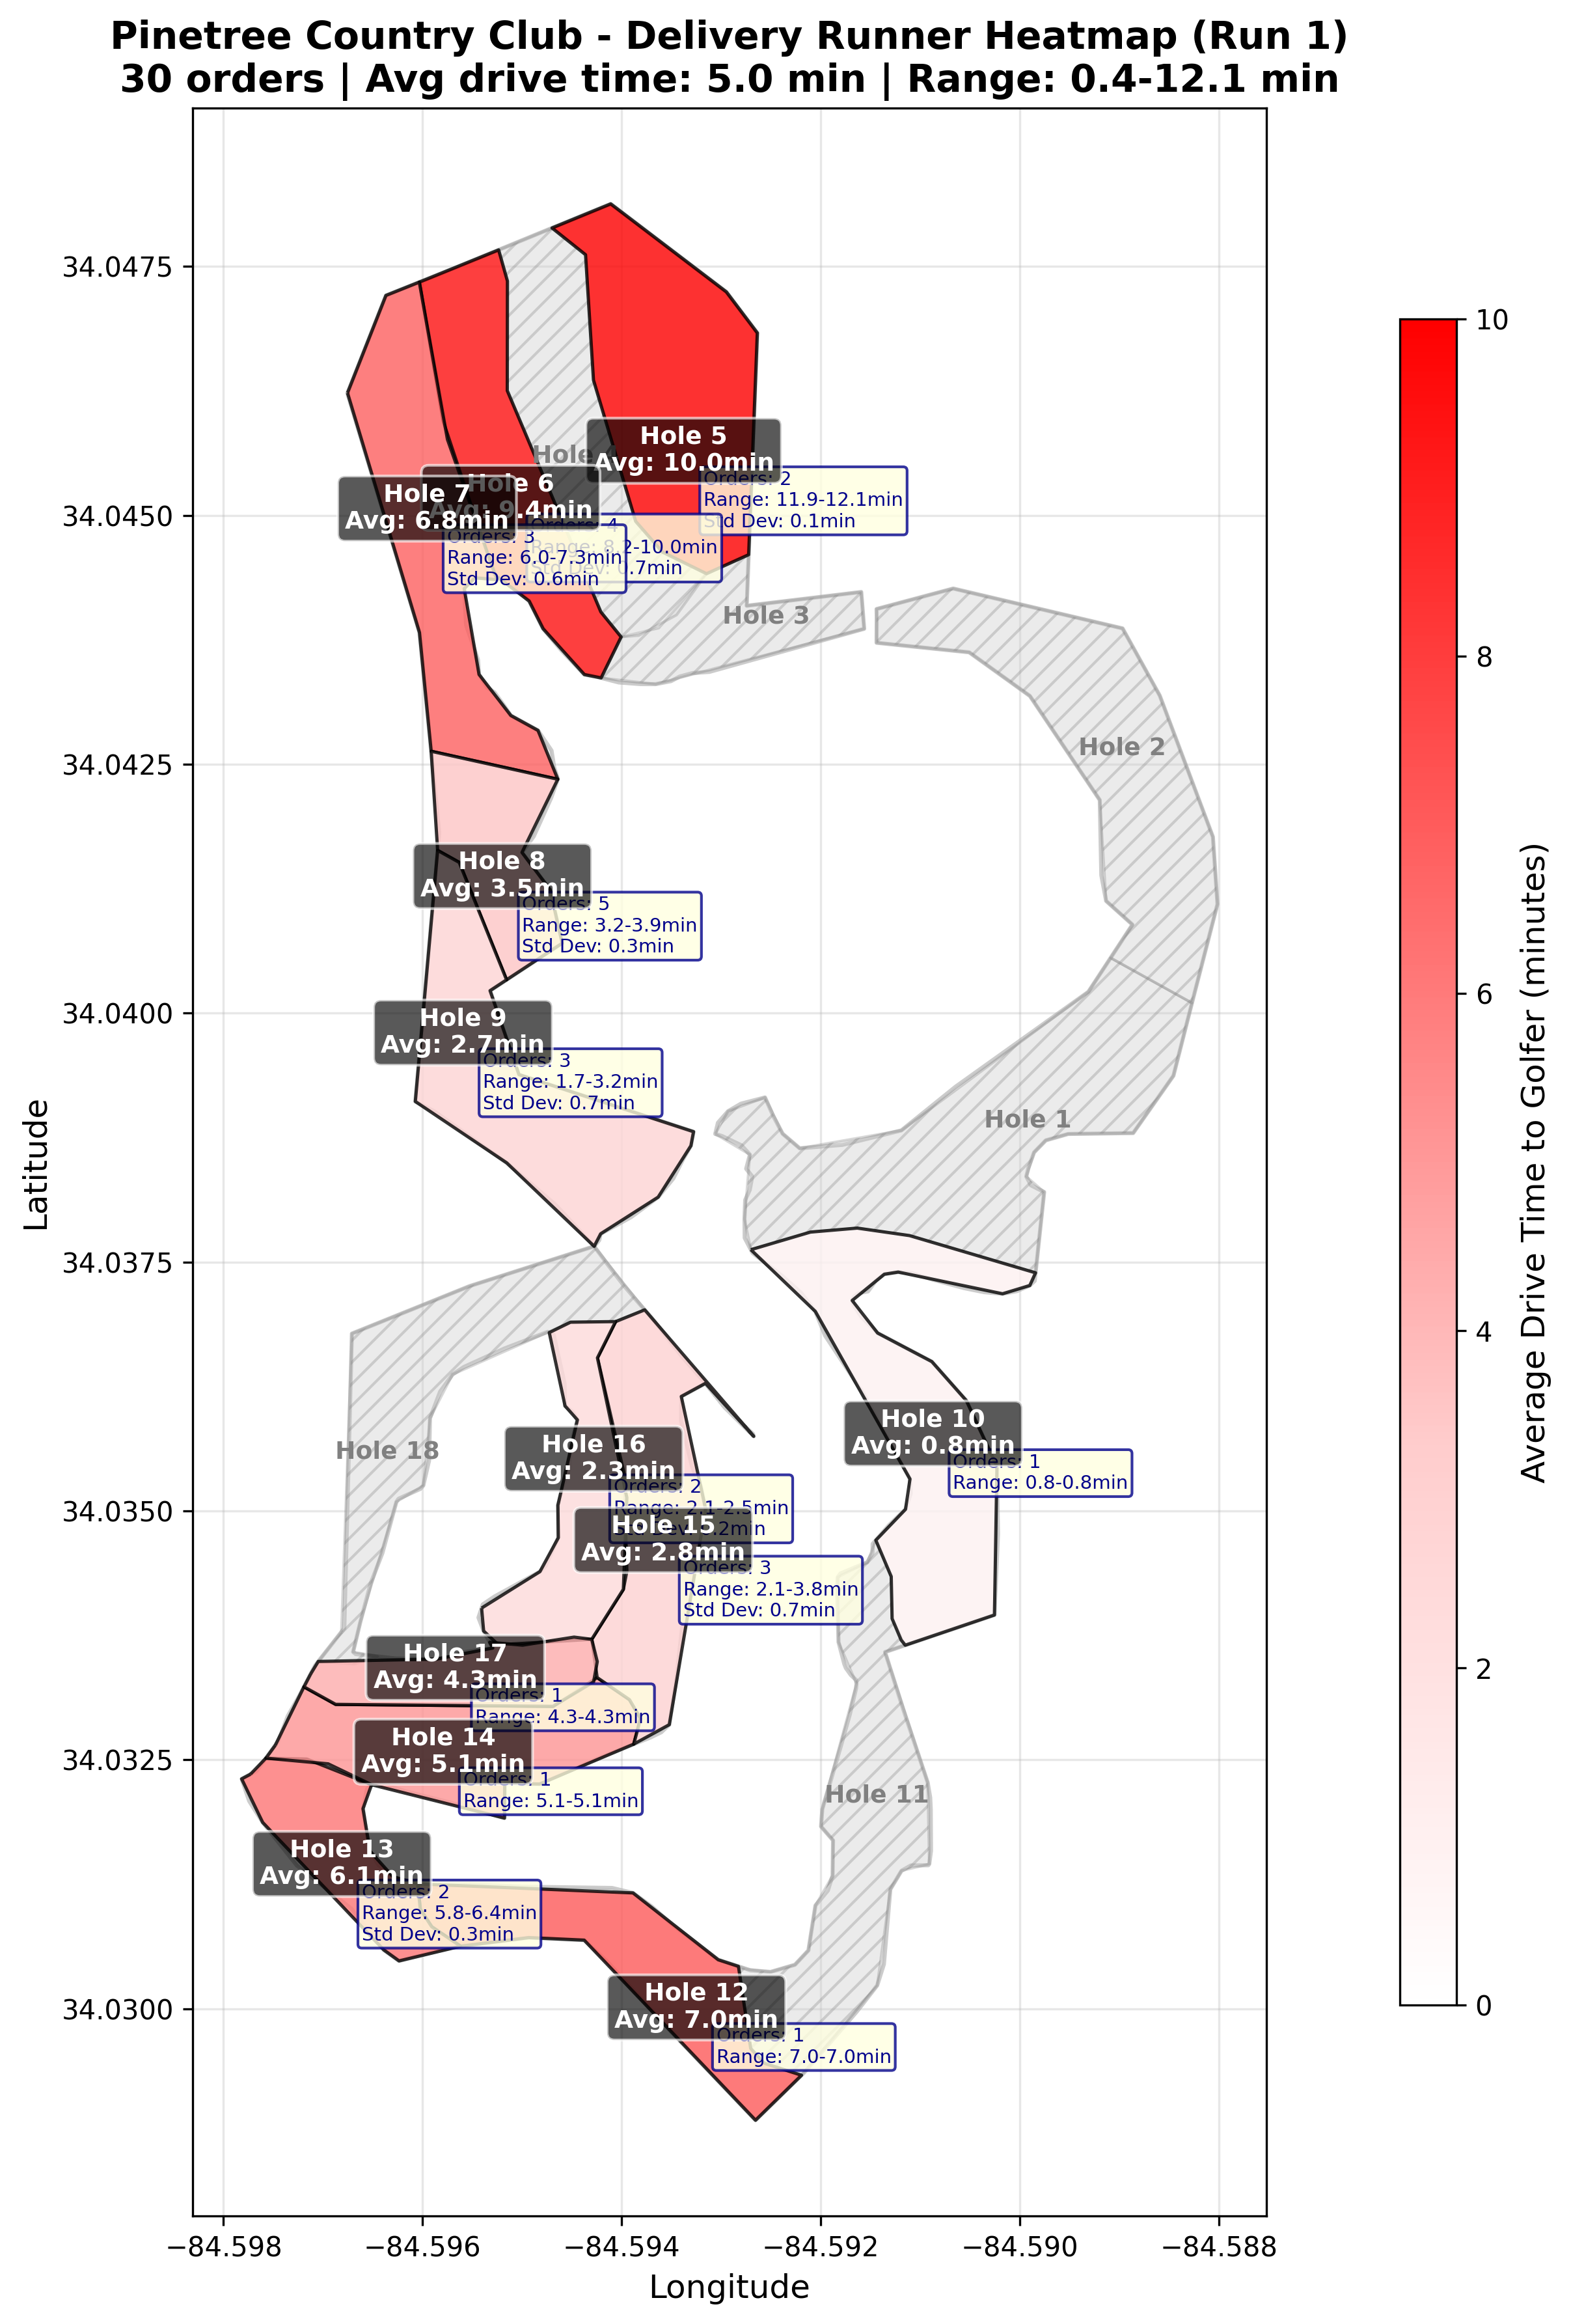 Pinetree Country Club - Delivery Runner Heatmap (Run 1)
30 orders | Avg drive time: 5.0 min | Range: 0.4-12.1 min
34.0475
34.0450
34.0425
34.0400
34.0375
34.0350
34.0325
34.0300
Latitude
Hole 5
Avg: 10.0min
Orders: 2
Range: 11.9-12.1min
Std Dev: 0.1min
Hole
Hole 6
Avg: 9.4min
Orders: 4
Range: 8.2-10.0min
Std Dev: 0.7min
Hole 7
Avg: 6.8min
Orders: 3
Range: 6.0-7.3min
Std Dev: 0.6min
Hole 3
Hole 2
Hole 8
Avg: 3.5min
Orders: 5
Range: 3.2-3.9min
Std Dev: 0.3min
Hole 9
Avg: 2.7min
Orders: 3
Range: 1.7-3.2min
Std Dev: 0.7min
Hole 1
Hole 10
Avg: 0.8min
Orders: 1
Range: 0.8-0.8min
Hole 18
Hole 16
Avg: 2.3min
Orders: 2
Range: 2.1-2.5min
Std Dev: 0.2min
Hole 15
Avg: 2.8min
Orders: 3
Range: 2.1-3.8min
Std Dev: 0.7min
Hole 17
Avg: 4.3min
Orders: 1
Range: 4.3-4.3min
Hole 14
Avg: 5.1min
Orders: 1
Range: 5.1-5.1min
Hole 11
Hole 13
Avg: 6.1min
Orders: 2
Range: 5.8-6.4min
Std Dev: 0.3min
Hole 12
Avg: 7.0min
Orders: 1
Range: 7.0-7.0min
−84.598
−84.596
−84.594
−84.592
−84.590
−84.588
Longitude
10
8
6
4
2
0
Average Drive Time to Golfer (minutes)